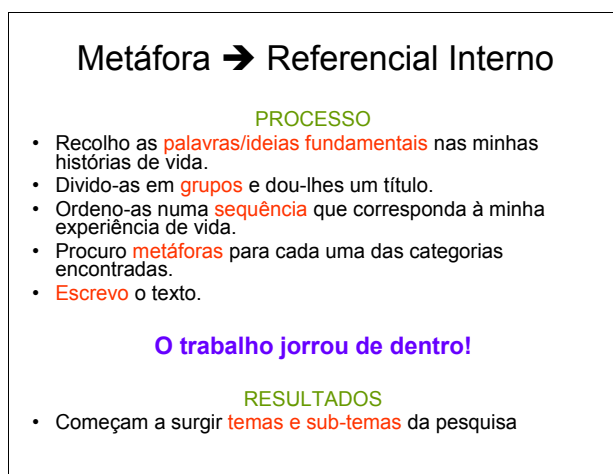 Metáfora ➔ Referencial Interno
PROCESSO
• Recolho as palavras/ideias fundamentais nas minhas
histórias de vida.
• Divido-as em grupos e dou-lhes um título.
• Ordeno-as numa sequência que corresponda à minha
experiência de vida.
• Procuro metáforas para cada uma das categorias
encontradas.
• Escrevo o texto.
O trabalho jorrou de dentro!
RESULTADOS
• Começam a surgir temas e sub-temas da pesquisa